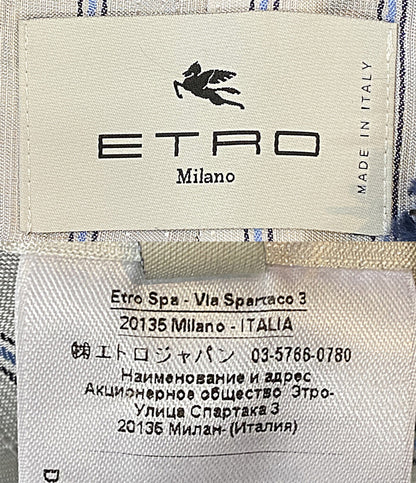 ETRO
Milano
MADE IN ITALY
Etro Spa - Via Spartaco 3
20135 Milano - ITALIA
㈱エトロジャパン 03-5766-0780
Наименование и адрес
Акционерное общество Этро-
Улица Спартака 3
20135 Милан- (Италия)
D